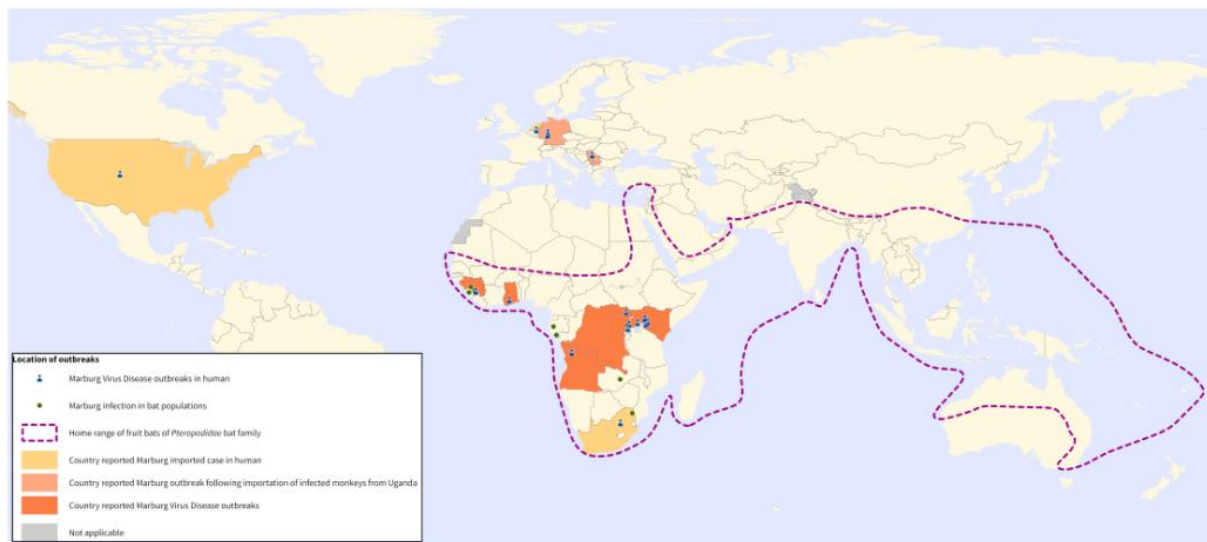 Location of outbreaks
Marburg Virus Disease outbreaks in human
Marburg infection in bat populations
Home range of fruit bats of Pteropodidae bat family
Country reported Marburg imported case in human
Country reported Marburg outbreak following importation of infected monkeys from Uganda
Country reported Marburg Virus Disease outbreaks
Not applicable